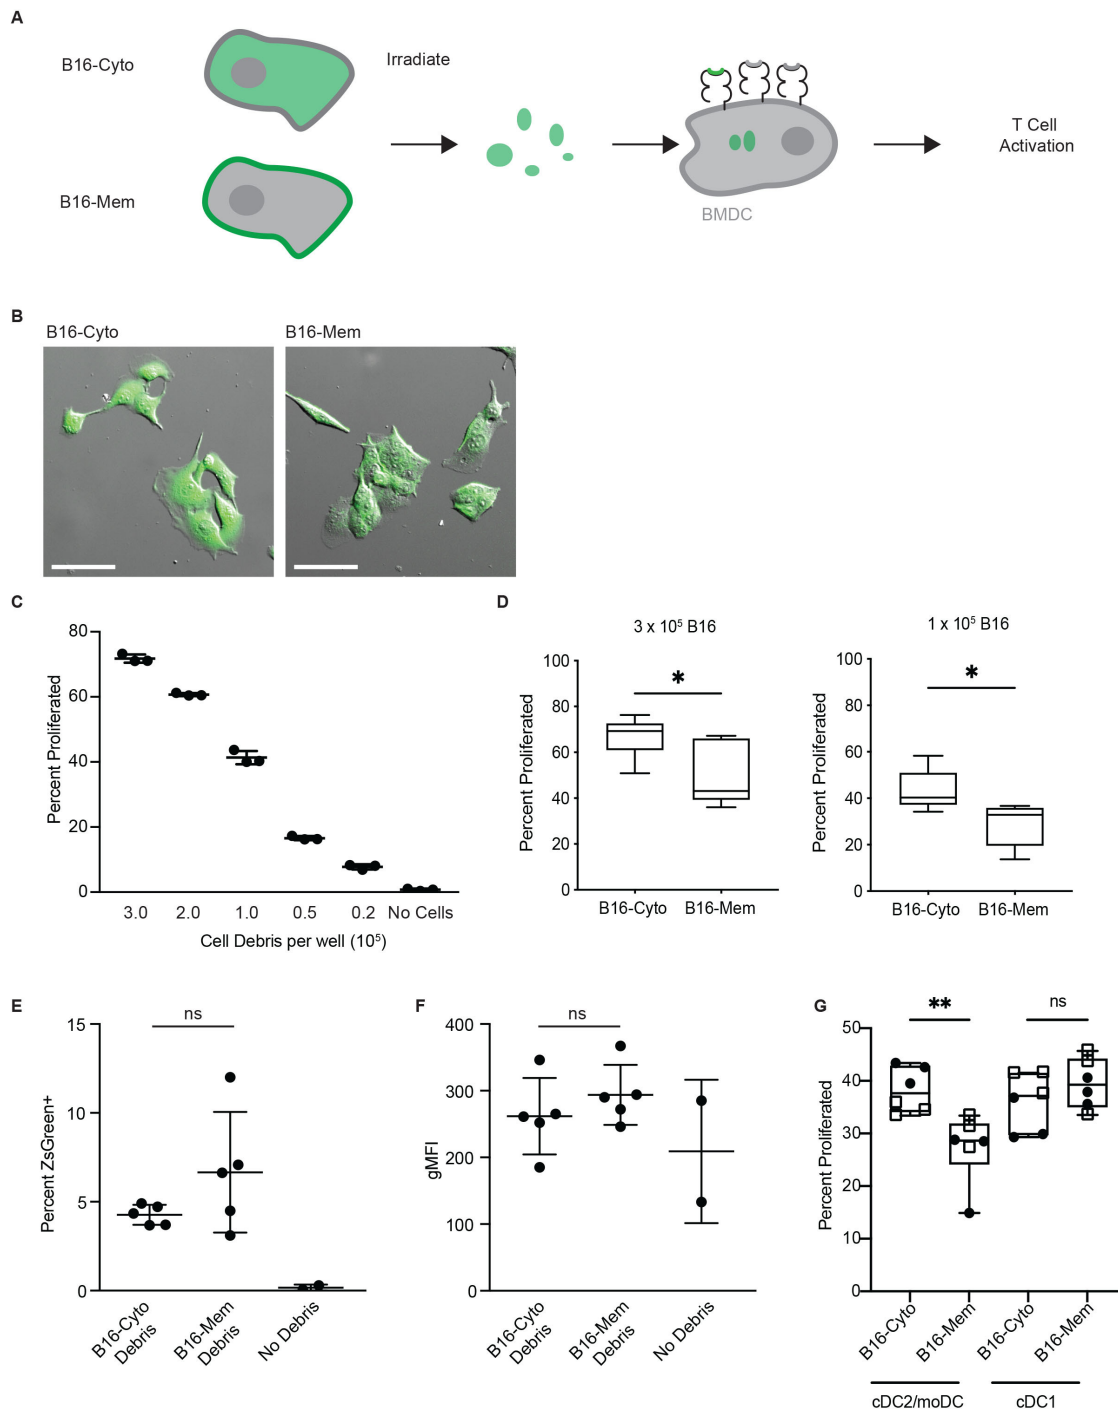 A
B16-Cyto
Irradiate
B16-Mem
BMDC
T Cell
Activation
B
B16-Cyto
B16-Mem
C
Percent Proliferated
80
60
40
20
0
3.0 2.0 1.0 0.5 0.2 No Cells
Cell Debris per well (10⁵)
D
3 x 10⁵ B16
Percent Proliferated
100
80
60
40
20
0
*
B16-Cyto B16-Mem
1 x 10⁵ B16
Percent Proliferated
100
80
60
40
20
0
*
B16-Cyto B16-Mem
E
Percent ZsGreen+
15
10
5
0
ns
B16-Cyto
Debris
B16-Mem
Debris
No Debris
F
gMFI
400
300
200
100
0
ns
B16-Cyto
Debris
B16-Mem
Debris
No Debris
G
Percent Proliferated
50
40
30
20
10
0
**
ns
B16-Cyto
B16-Mem
B16-Cyto
B16-Mem
cDC2/moDC
cDC1